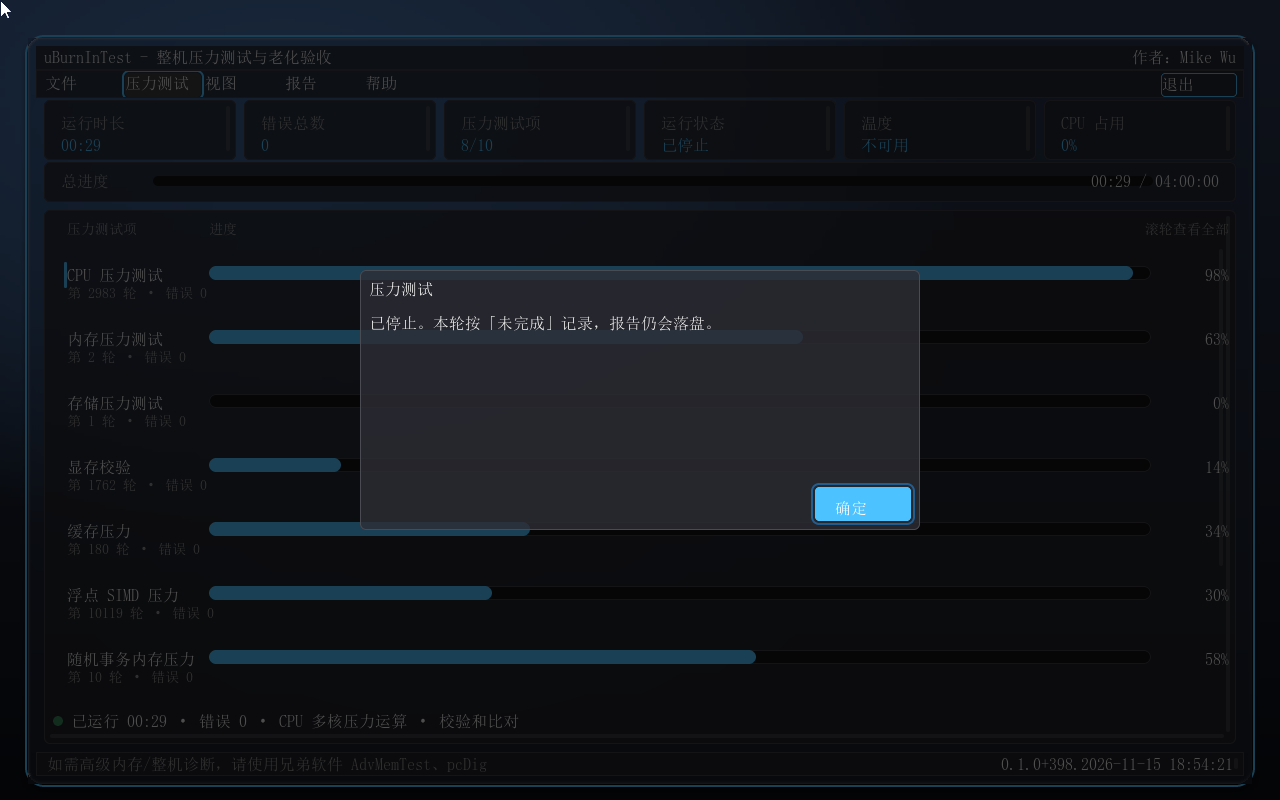 uBurnInTest - 整机压力测试与老化验收
作者: Mike Wu
文件 压力测试 视图 报告 帮助 退出
运行时长
00:29
错误总数
0
压力测试项
8/10
运行状态
已停止
温度
不可用
CPU 占用
0%
总进度 00:29 / 04:00:00
压力测试项 进度 滚轮查看全部
CPU 压力测试 98%
第 2983 轮 • 错误 0
压力测试
已停止。本轮按「未完成」记录，报告仍会落盘。
确定
内存压力测试 63%
第 2 轮 • 错误 0
存储压力测试 0%
第 1 轮 • 错误 0
显存校验 14%
第 1762 轮 • 错误 0
缓存压力 34%
第 180 轮 • 错误 0
浮点 SIMD 压力 30%
第 10119 轮 • 错误 0
随机事务内存压力 58%
第 10 轮 • 错误 0
已运行 00:29 • 错误 0 • CPU 多核压力运算 • 校验和比对
如需高级内存/整机诊断，请使用兄弟软件 AdvMemTest、pcDig
0.1.0+398.2026-11-15 18:54:21